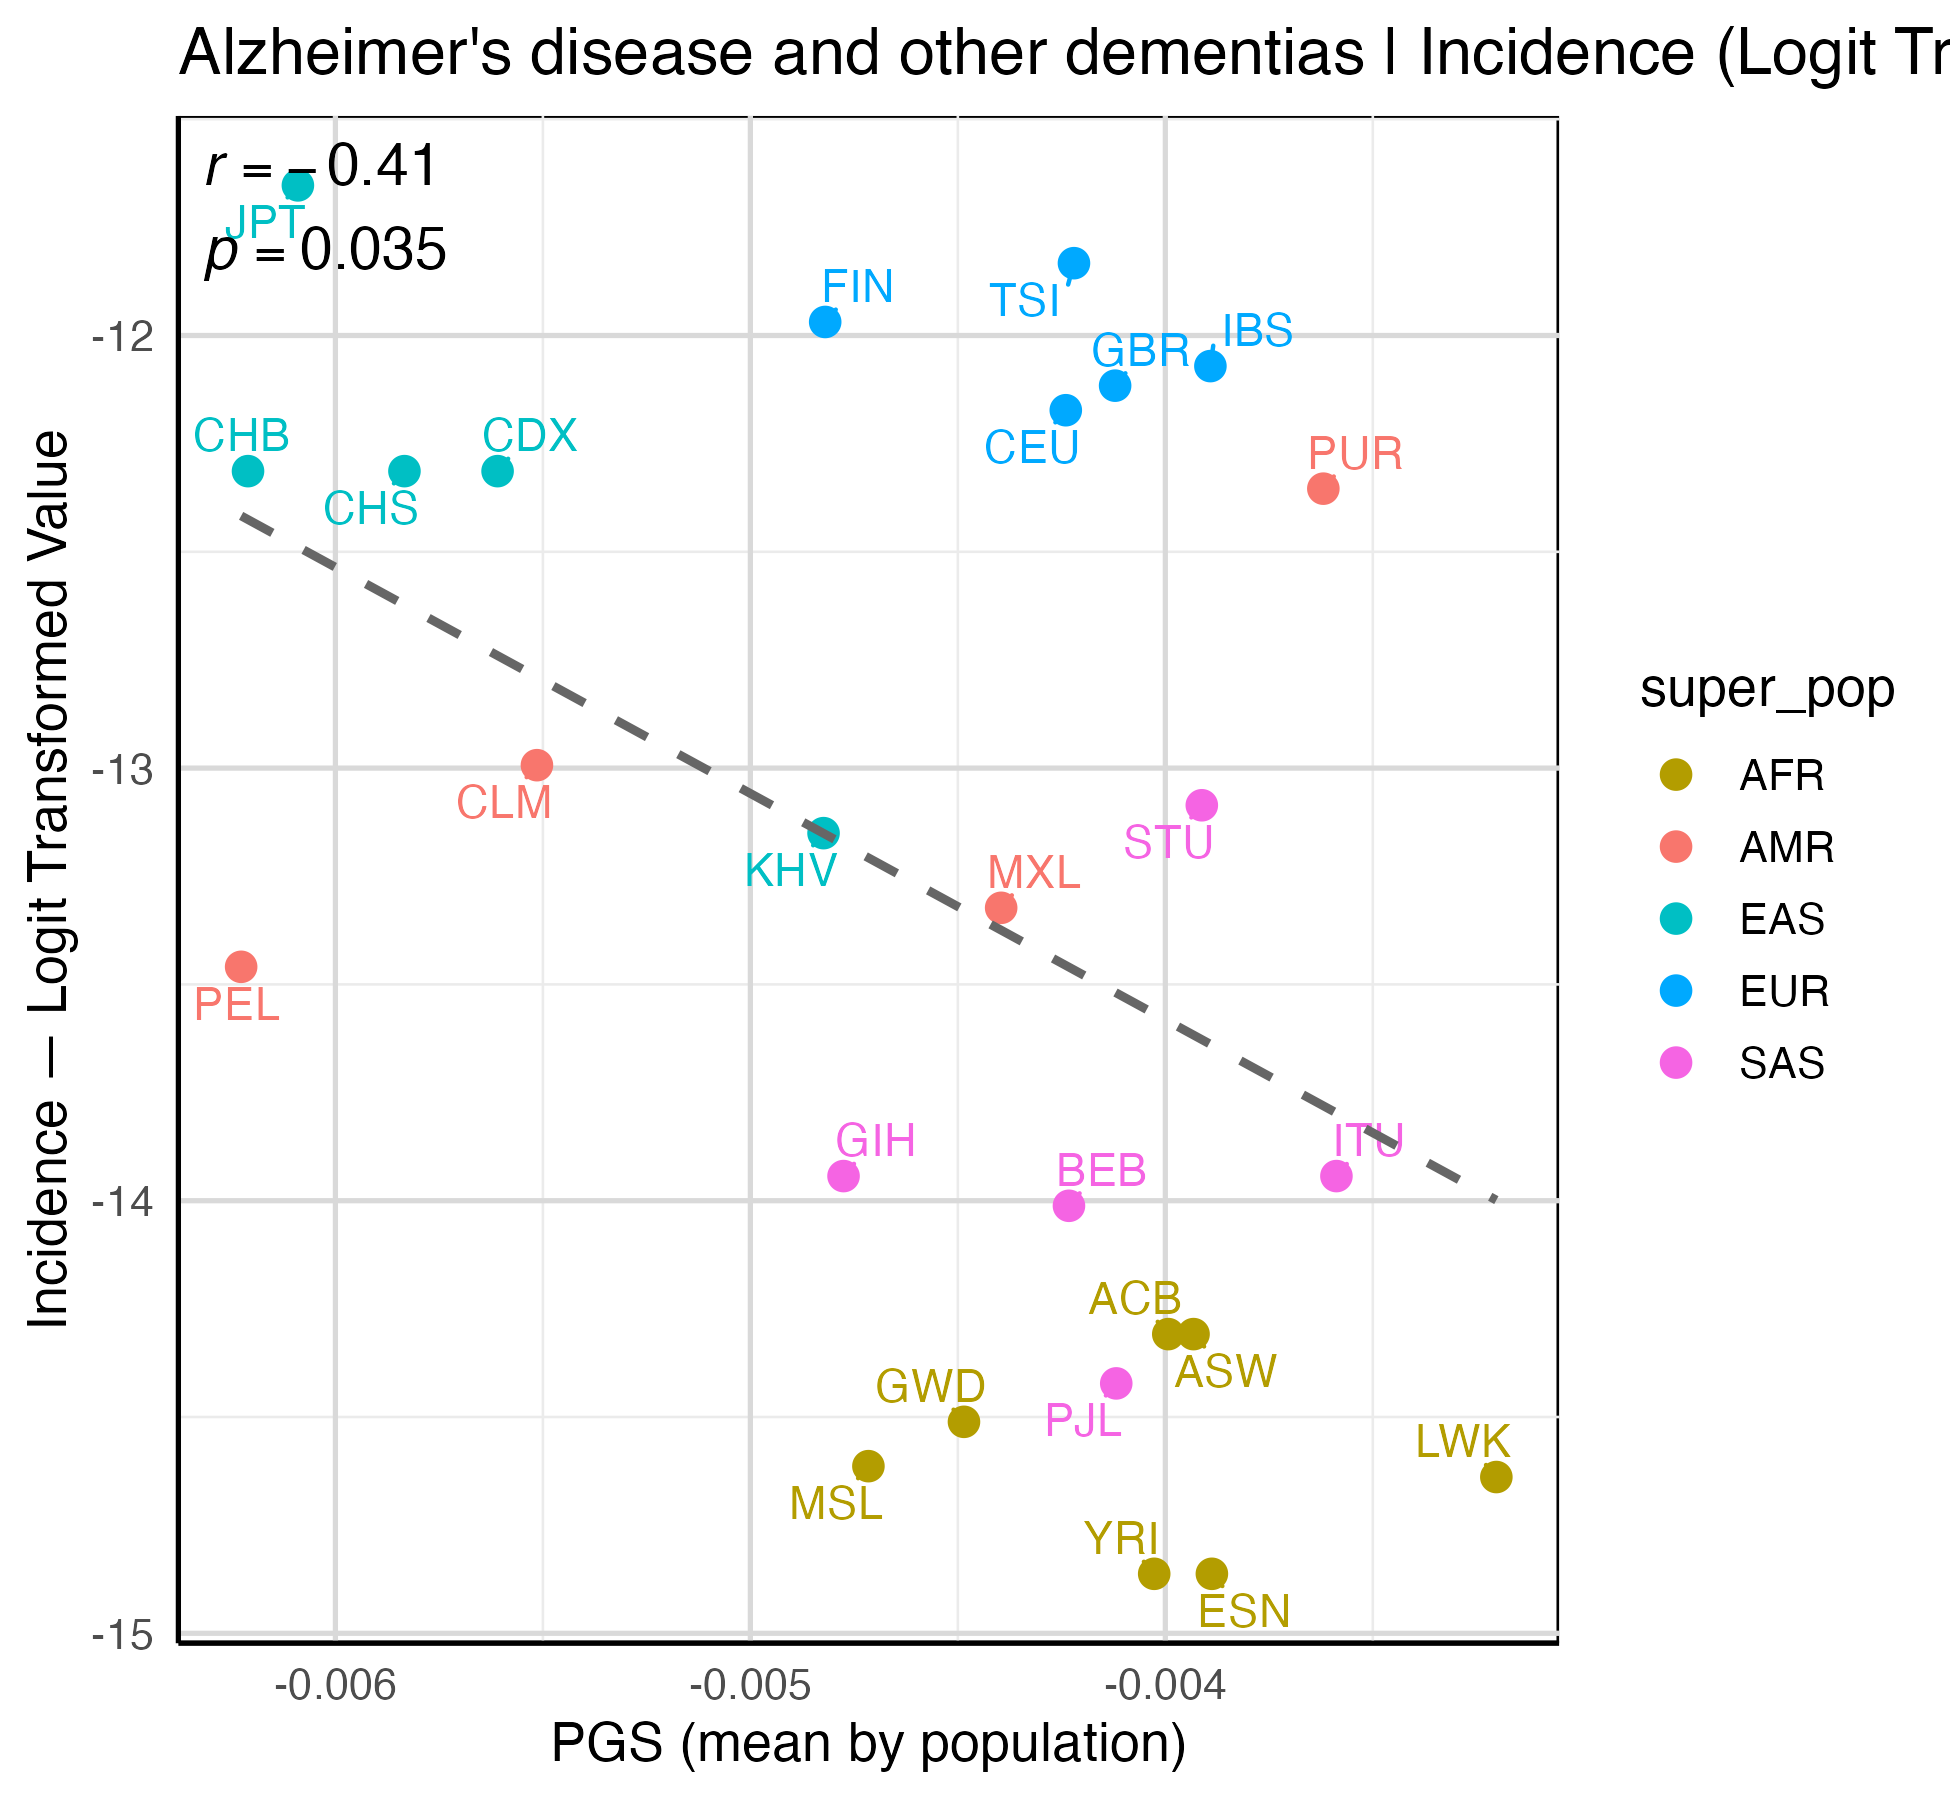 Alzheimer's disease and other dementias | Incidence (Logit Tr
r = – 0.41
p = 0.035
JPT
FIN
TSI
IBS
GBR
CEU
CHB
CDX
CHS
PUR
CLM
KHV
STU
MXL
PEL
GIH
BEB
ITU
ACB
ASW
GWD
PJL
LWK
MSL
YRI
ESN
-12
-13
-14
-15
-0.006
-0.005
-0.004
PGS (mean by population)
Incidence — Logit Transformed Value
super_pop
AFR
AMR
EAS
EUR
SAS